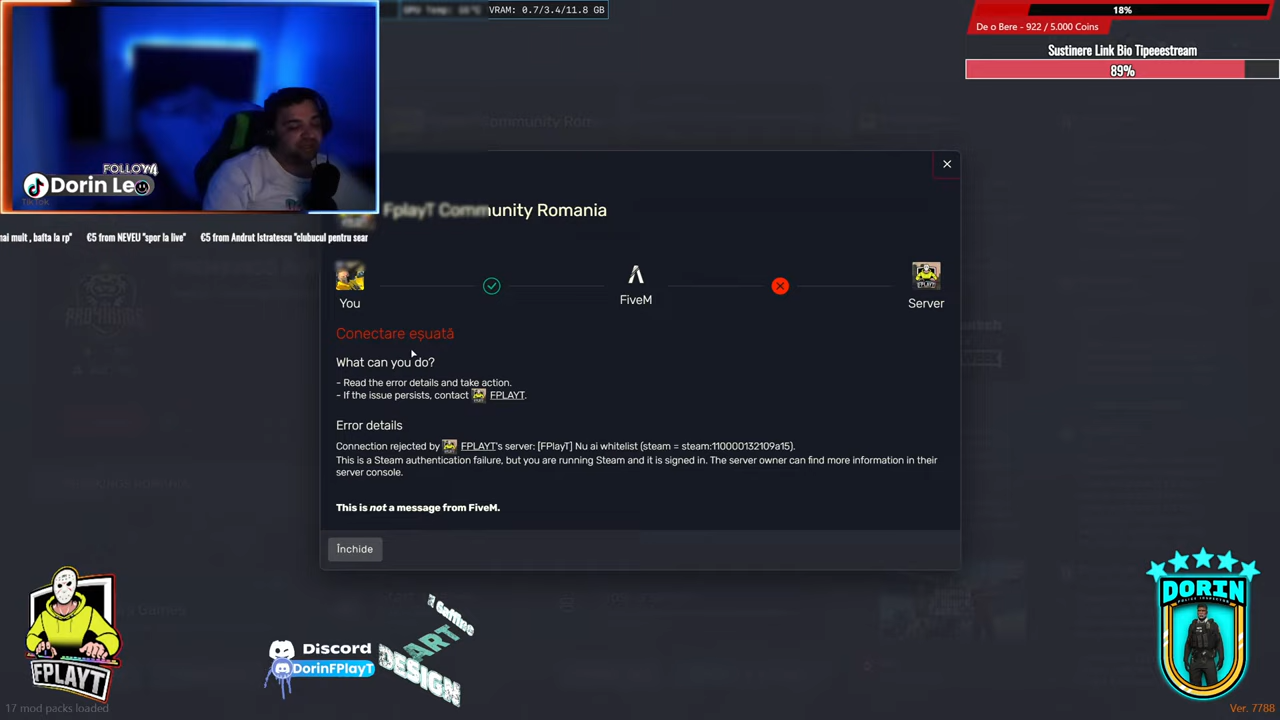 VRAM: 0.7/3.4/11.8 GB
18%
De o Bere - 922 / 5.000 Coins
Sustinere Link Bio Tipeeestream
89%
FOLLOW
Dorin Le
TikTok
mai mult , bafta la rp" €5 from NEVEU "spor la live" €5 from Andrut Istratescu "clubucul pentru sear
FplayT Community Romania
You
FiveM
Server
Conectare eșuată
What can you do?
- Read the error details and take action.
- If the issue persists, contact FPLAYT.
Error details
Connection rejected by FPLAYT's server: [FPlayT] Nu ai whitelist (steam = steam:110000132109a15).
This is a Steam authentication failure, but you are running Steam and it is signed in. The server owner can find more information in their
server console.
This is not a message from FiveM.
Închide
FPLAYT
Discord
DorinFPlayT
ART
DESIGN
DORIN
17 mod packs loaded
Ver. 7788